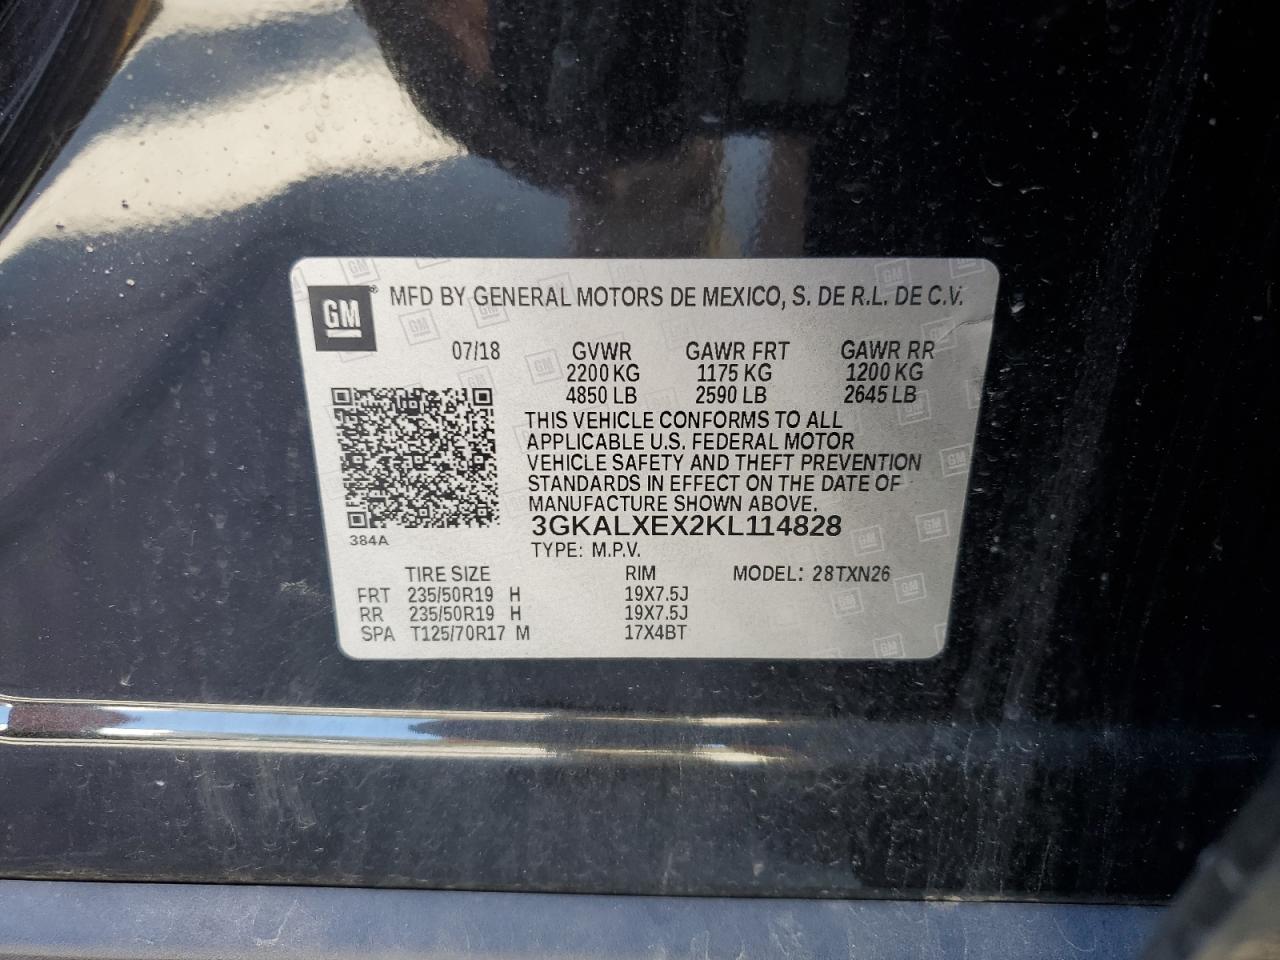 GM ® MFD BY GENERAL MOTORS DE MEXICO, S. DE R.L. DE C.V.
07/18 GVWR GAWR FRT GAWR RR
2200 KG 1175 KG 1200 KG
4850 LB 2590 LB 2645 LB
THIS VEHICLE CONFORMS TO ALL
APPLICABLE U.S. FEDERAL MOTOR
VEHICLE SAFETY AND THEFT PREVENTION
STANDARDS IN EFFECT ON THE DATE OF
MANUFACTURE SHOWN ABOVE.
3GKALXEX2KL114828
384A
TYPE: M.P.V.
TIRE SIZE RIM MODEL: 28TXN26
FRT 235/50R19 H 19X7.5J
RR 235/50R19 H 19X7.5J
SPA T125/70R17 M 17X4BT